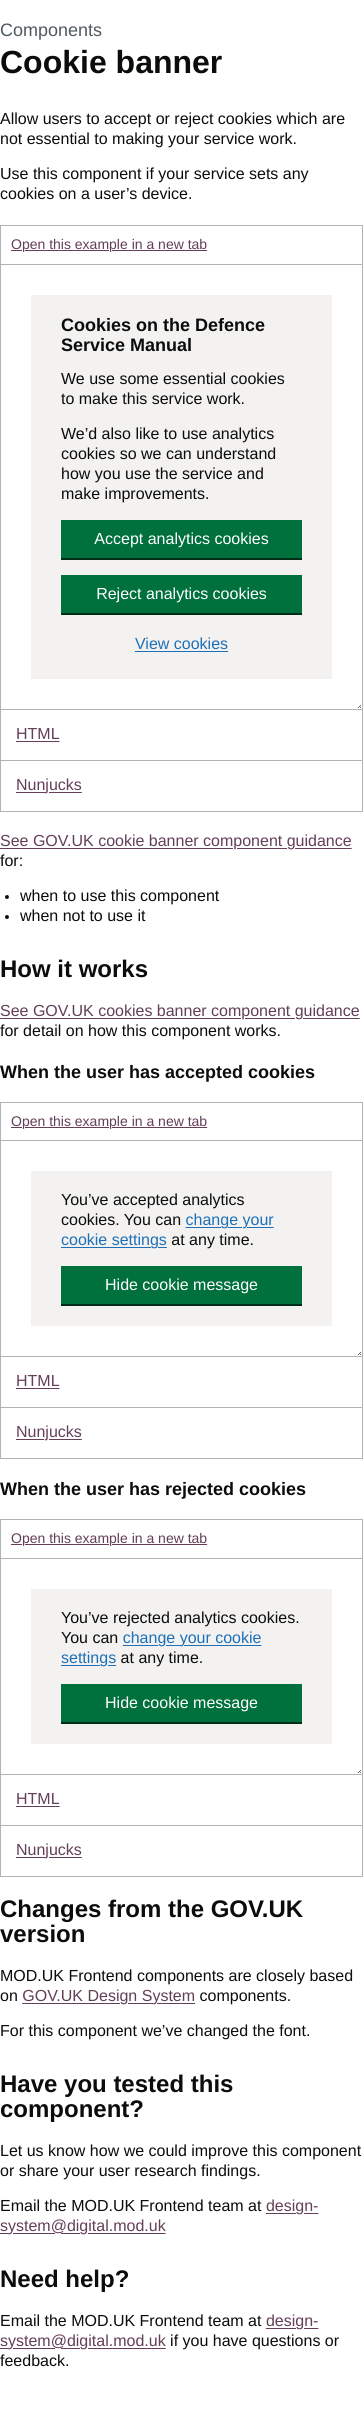 Components
Cookie banner
Allow users to accept or reject cookies which are
not essential to making your service work.
Use this component if your service sets any
cookies on a user’s device.
Open this example in a new tab
Cookies on the Defence
Service Manual
We use some essential cookies
to make this service work.
We’d also like to use analytics
cookies so we can understand
how you use the service and
make improvements.
Accept analytics cookies
Reject analytics cookies
View cookies
HTML
Nunjucks
See GOV.UK cookie banner component guidance
for:
• when to use this component
• when not to use it
How it works
See GOV.UK cookies banner component guidance
for detail on how this component works.
When the user has accepted cookies
Open this example in a new tab
You’ve accepted analytics
cookies. You can change your
cookie settings at any time.
Hide cookie message
HTML
Nunjucks
When the user has rejected cookies
Open this example in a new tab
You’ve rejected analytics cookies.
You can change your cookie
settings at any time.
Hide cookie message
HTML
Nunjucks
Changes from the GOV.UK
version
MOD.UK Frontend components are closely based
on GOV.UK Design System components.
For this component we’ve changed the font.
Have you tested this
component?
Let us know how we could improve this component
or share your user research findings.
Email the MOD.UK Frontend team at design-
system@digital.mod.uk
Need help?
Email the MOD.UK Frontend team at design-
system@digital.mod.uk if you have questions or
feedback.